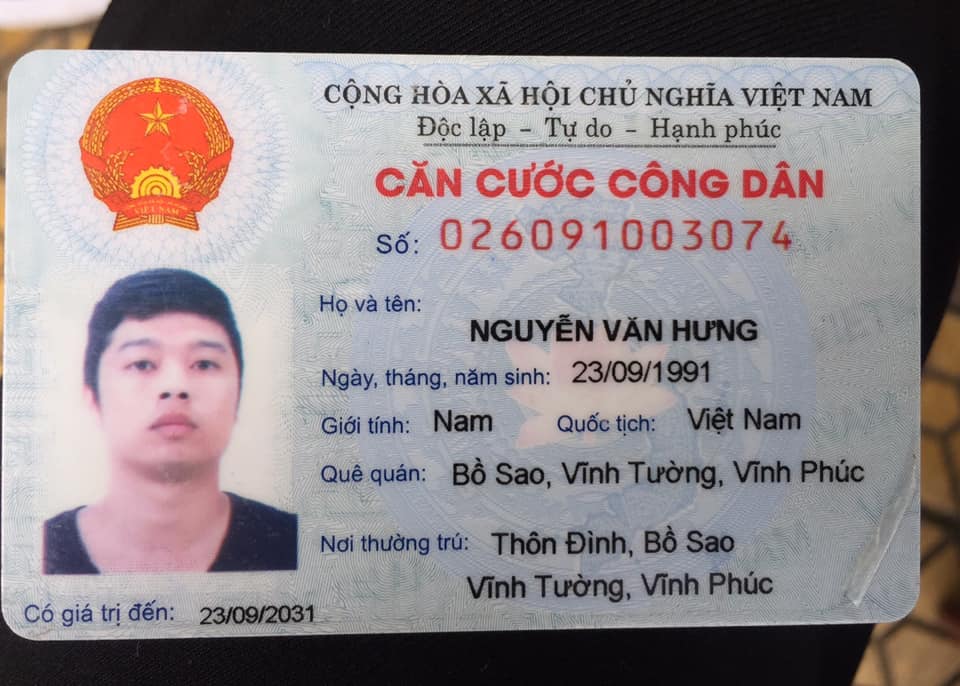 CỘNG HÒA XÃ HỘI CHỦ NGHĨA VIỆT NAM
Độc lập - Tự do - Hạnh phúc
CĂN CƯỚC CÔNG DÂN
Số: 026091003074
VIỆT NAM
Họ và tên:
NGUYỄN VĂN HƯNG
Ngày, tháng, năm sinh: 23/09/1991
Giới tính: Nam Quốc tịch: Việt Nam
Quê quán: Bồ Sao, Vĩnh Tường, Vĩnh Phúc
Nơi thường trú: Thôn Đình, Bồ Sao
Vĩnh Tường, Vĩnh Phúc
Có giá trị đến: 23/09/2031